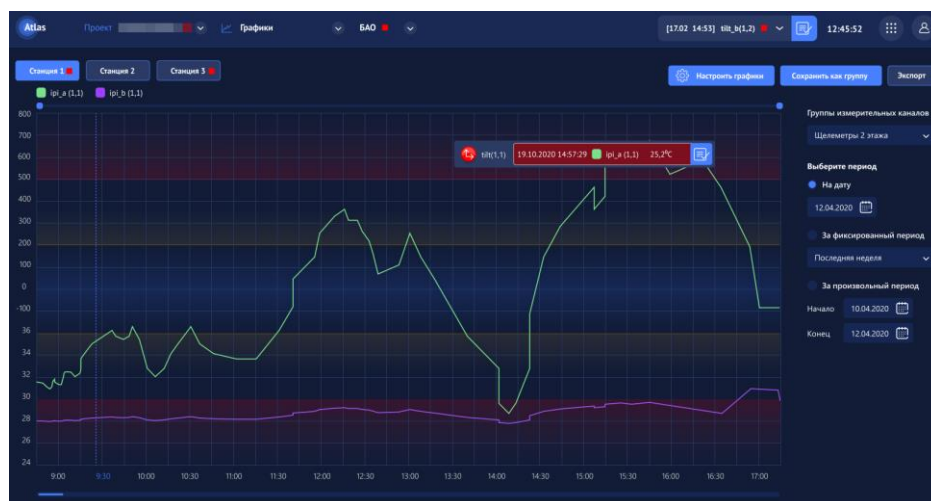 Atlas Проект Графики БАО [17.02 14:53] tilt_b(1,2) 12:45:52
Станция 1 Станция 2 Станция 3 Настроить графики Сохранить как группу Экспорт
ipi_a (1,1) ipi_b (1,1)
Группы измерительных каналов
Щелеметры 2 этажа
Выберите период
На дату
12.04.2020
За фиксированный период
Последняя неделя
За произвольный период
Начало 10.04.2020
Конец 12.04.2020
tilt(1,1) 19.10.2020 14:57:29 ipi_a (1,1) 25,2°C
800
700
600
500
400
300
200
100
0
-100
36
34
32
30
28
26
24
9:00 9:30 10:00 10:30 11:00 11:30 12:00 12:30 13:00 13:30 14:00 14:30 15:00 15:30 16:00 16:30 17:00